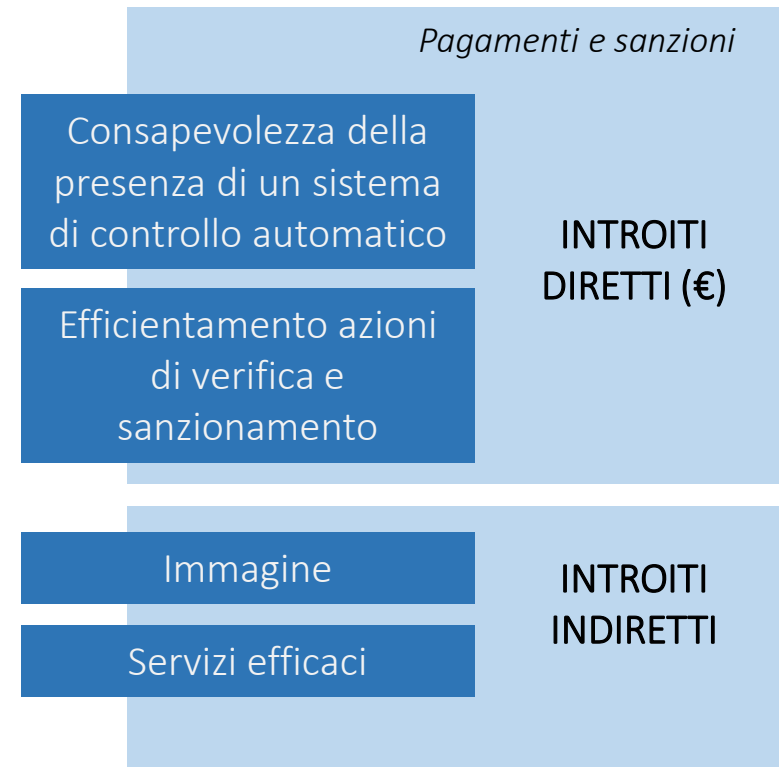 Pagamenti e sanzioni
Consapevolezza della
presenza di un sistema
di controllo automatico
INTROITI
DIRETTI (€)
Efficientamento azioni
di verifica e
sanzionamento
Immagine
Servizi efficaci
INTROITI
INDIRETTI